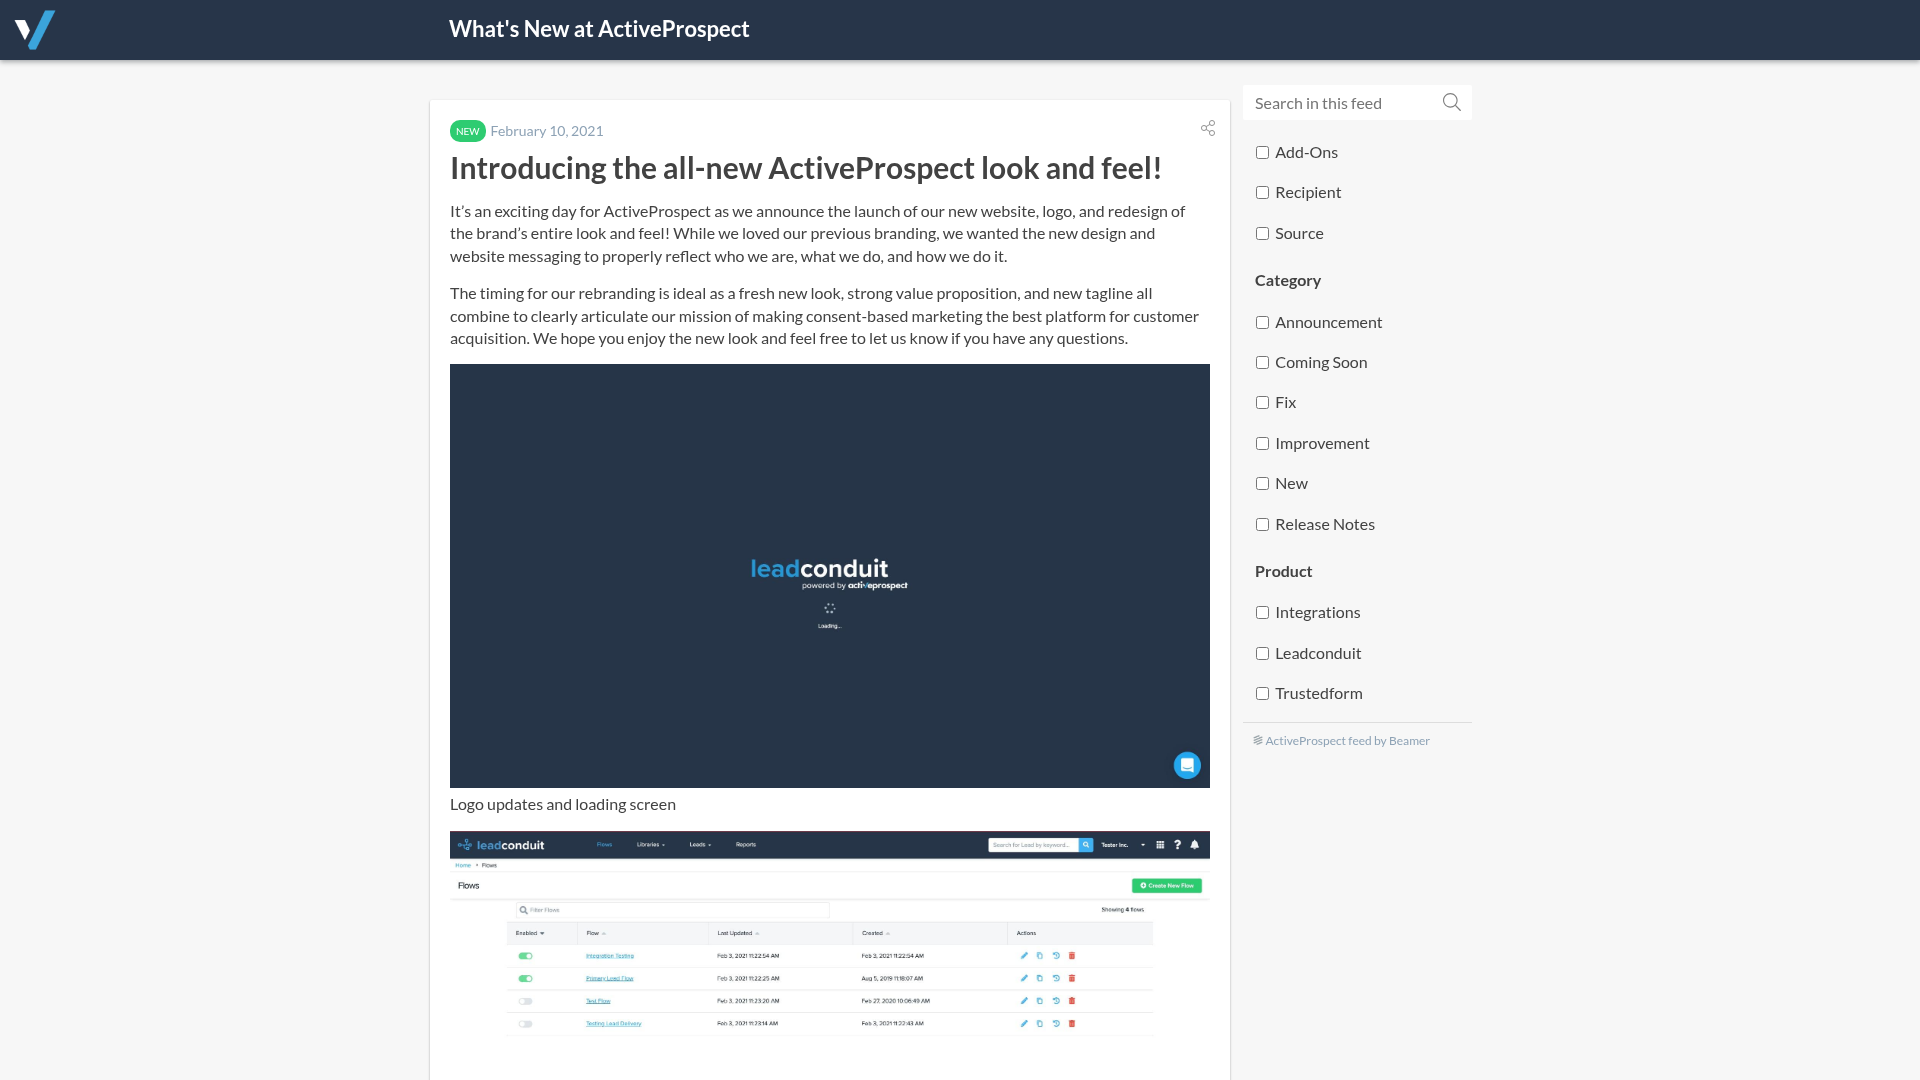 What's New at ActiveProspect
Search in this feed
NEW February 10, 2021
Introducing the all-new ActiveProspect look and feel!
It’s an exciting day for ActiveProspect as we announce the launch of our new website, logo, and redesign of
the brand’s entire look and feel! While we loved our previous branding, we wanted the new design and
website messaging to properly reflect who we are, what we do, and how we do it.
The timing for our rebranding is ideal as a fresh new look, strong value proposition, and new tagline all
combine to clearly articulate our mission of making consent-based marketing the best platform for customer
acquisition. We hope you enjoy the new look and feel free to let us know if you have any questions.
leadconduit
powered by activeprospect
Loading...
Logo updates and loading screen
leadconduit Flows Libraries Leads Reports Search for Lead by keyword... Tester Inc. ?
Home Flows
Flows Create New Flow
Filter Flows Showing 4 flows
Enabled Flow Last Updated Created Actions
Integration Testing Feb 3, 2021 11:22:54 AM Feb 3, 2021 11:22:54 AM
Primary Lead Flow Feb 3, 2021 11:22:25 AM Aug 5, 2019 11:18:07 AM
Test Flow Feb 3, 2021 11:23:20 AM Feb 27, 2020 10:06:49 AM
Testing Lead Delivery Feb 3, 2021 11:23:14 AM Feb 3, 2021 11:22:43 AM
Add-Ons
Recipient
Source
Category
Announcement
Coming Soon
Fix
Improvement
New
Release Notes
Product
Integrations
Leadconduit
Trustedform
ActiveProspect feed by Beamer